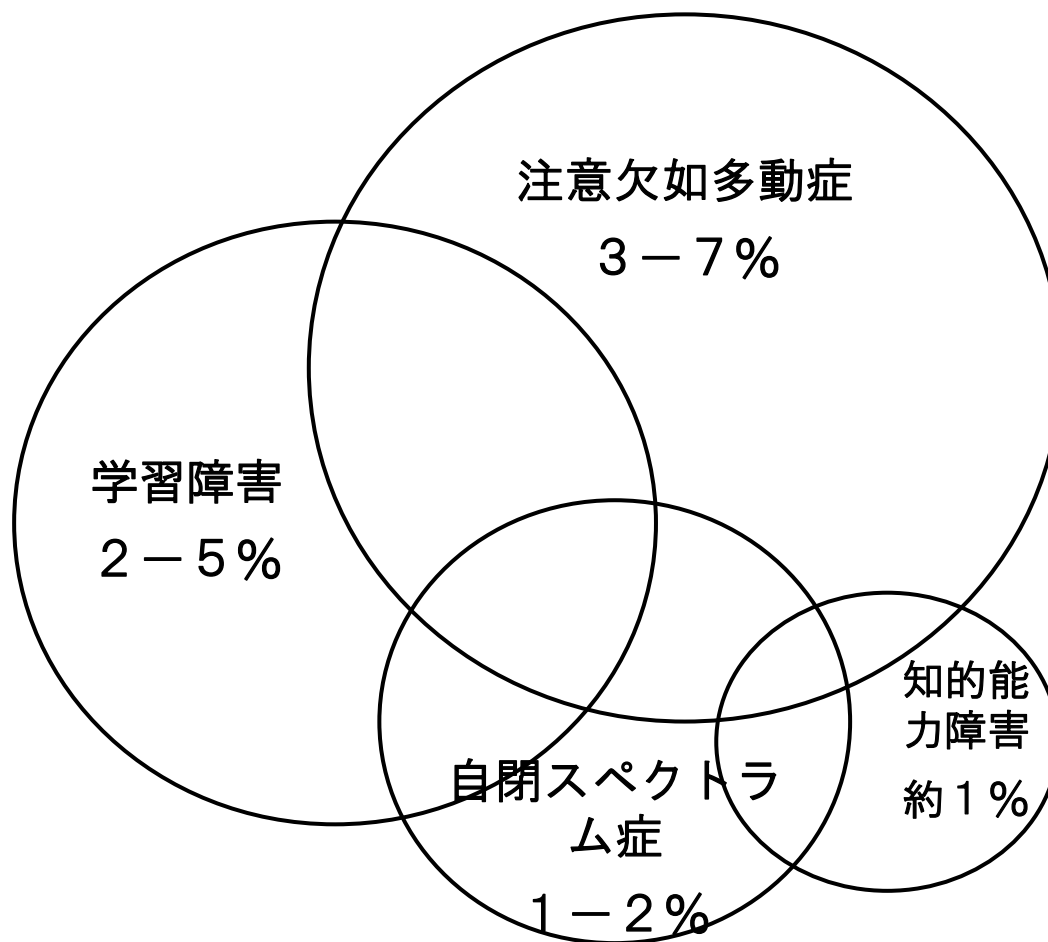 注意欠如多動症
３－７%
学習障害
２－５%
知的能
力障害
約１%
自閉スペクトラ
ム症
１－２%